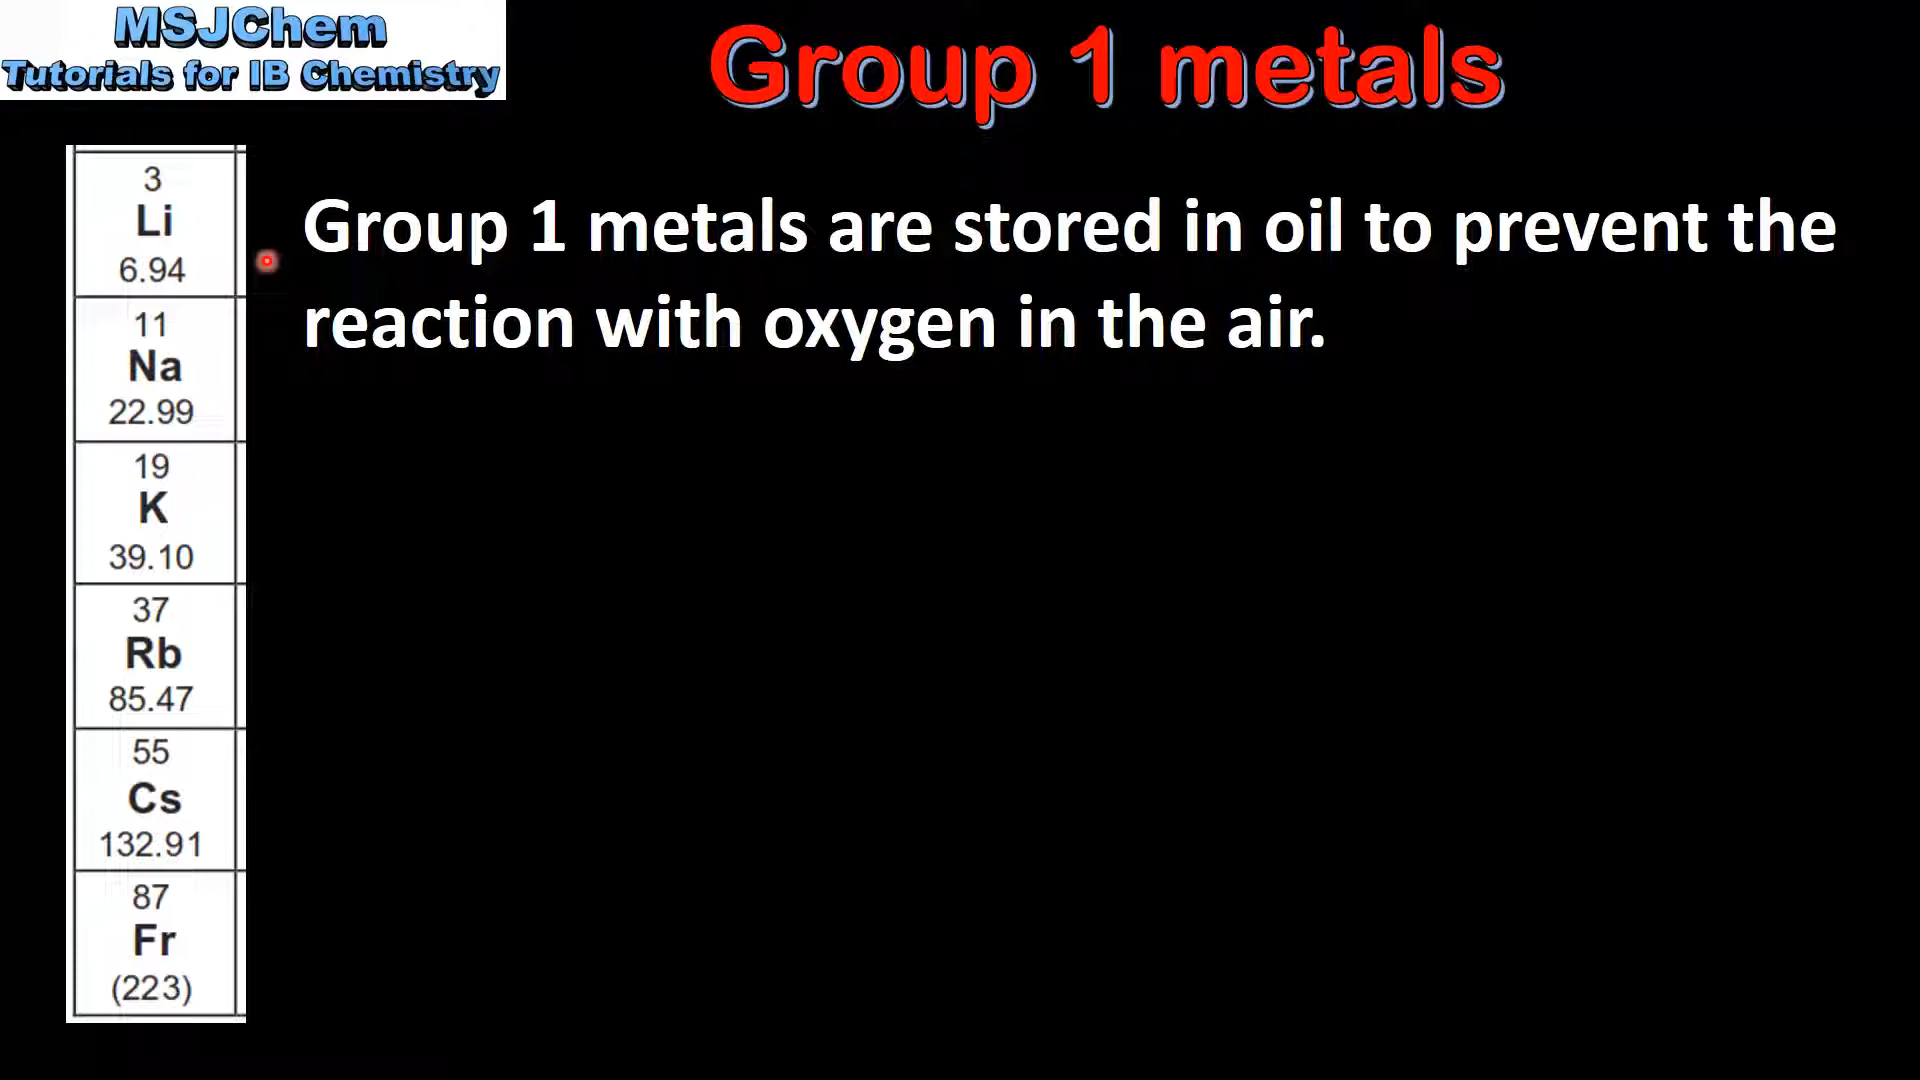 MSJChem
Tutorials for IB Chemistry
Group 1 metals
3
Li
6.94
11
Na
22.99
19
K
39.10
37
Rb
85.47
55
Cs
132.91
87
Fr
(223)
Group 1 metals are stored in oil to prevent the
reaction with oxygen in the air.